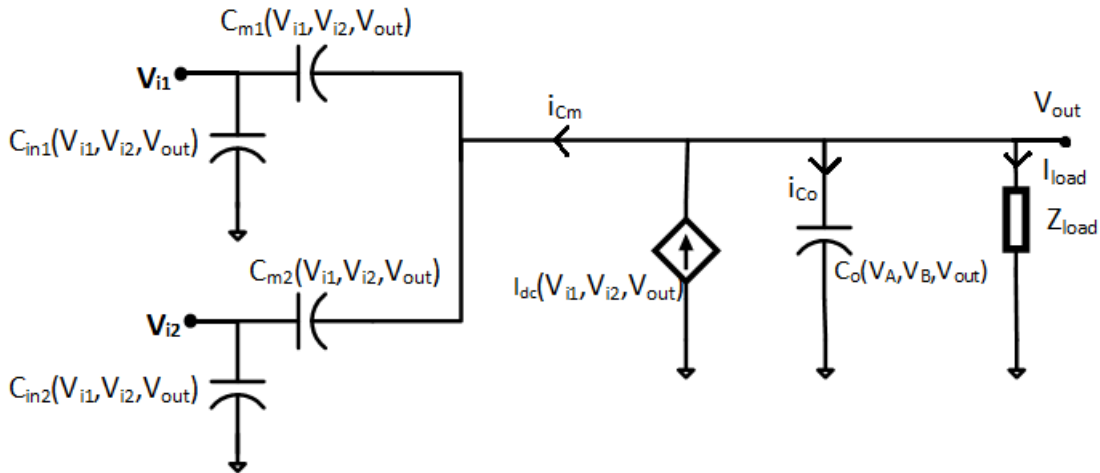 Cm1(Vi1,Vi2,Vout)
Vi1
Cin1(Vi1,Vi2,Vout)
iCm
Vout
Iload
iCo
Zload
Cm2(Vi1,Vi2,Vout)
Idc(Vi1,Vi2,Vout)
Co(VA,VB,Vout)
Vi2
Cin2(Vi1,Vi2,Vout)